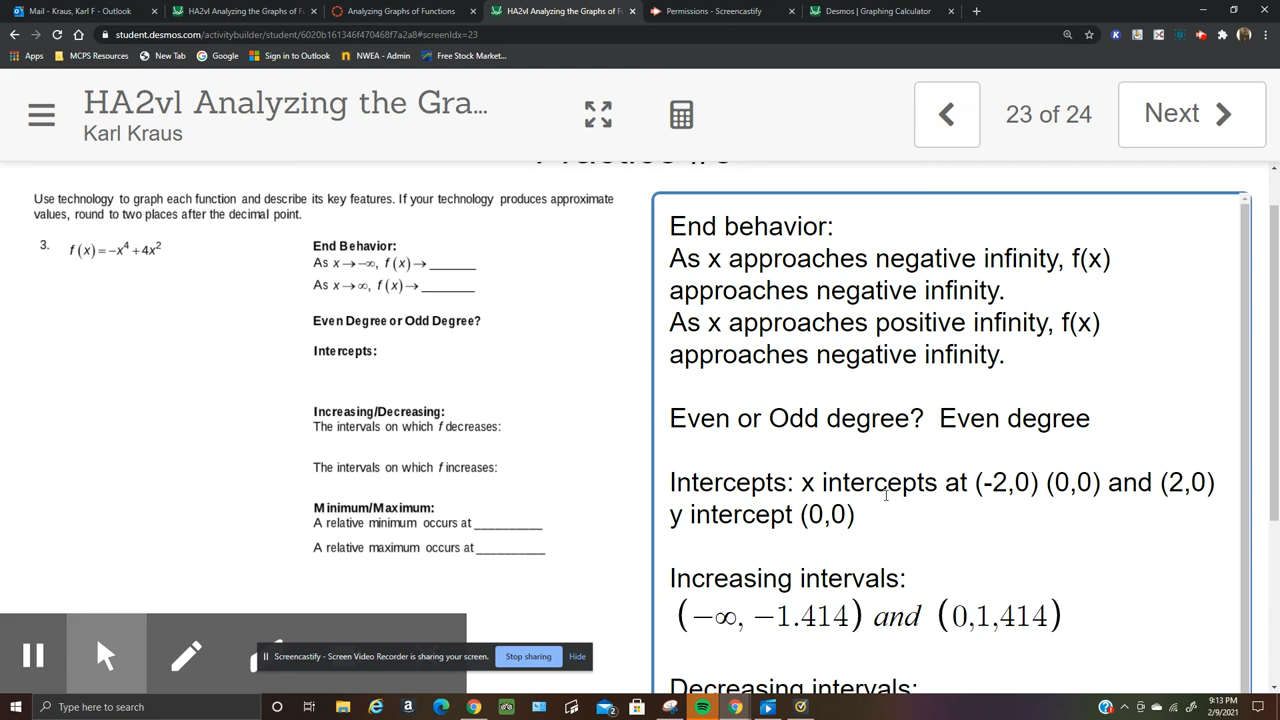 Mail - Kraus, Karl F - Outlook
HA2vl Analyzing the Graphs of F
Analyzing Graphs of Functions
HA2vl Analyzing the Graphs of F
Permissions - Screencastify
Desmos | Graphing Calculator
student.desmos.com/activitybuilder/student/6020b161346f470468f7a2a8#screenIdx=23
Apps MCPS Resources New Tab Google Sign in to Outlook NWEA - Admin Free Stock Market...
HA2vl Analyzing the Gra...
Karl Kraus
23 of 24
Next
Use technology to graph each function and describe its key features. If your technology produces approximate
values, round to two places after the decimal point.
3. f(x)=−x⁴+4x²
End Behavior:
As x→−∞, f(x)→______
As x→∞, f(x)→_______
Even Degree or Odd Degree?
Intercepts:
Increasing/Decreasing:
The intervals on which f decreases:
The intervals on which f increases:
Minimum/Maximum:
A relative minimum occurs at __________
A relative maximum occurs at __________
End behavior:
As x approaches negative infinity, f(x)
approaches negative infinity.
As x approaches positive infinity, f(x)
approaches negative infinity.
Even or Odd degree? Even degree
Intercepts: x intercepts at (-2,0) (0,0) and (2,0)
y intercept (0,0)
Increasing intervals:
(−∞, −1.414) and (0,1,414)
Decreasing intervals:
Screencastify - Screen Video Recorder is sharing your screen.
Stop sharing
Hide
Type here to search
9:13 PM
2/9/2021